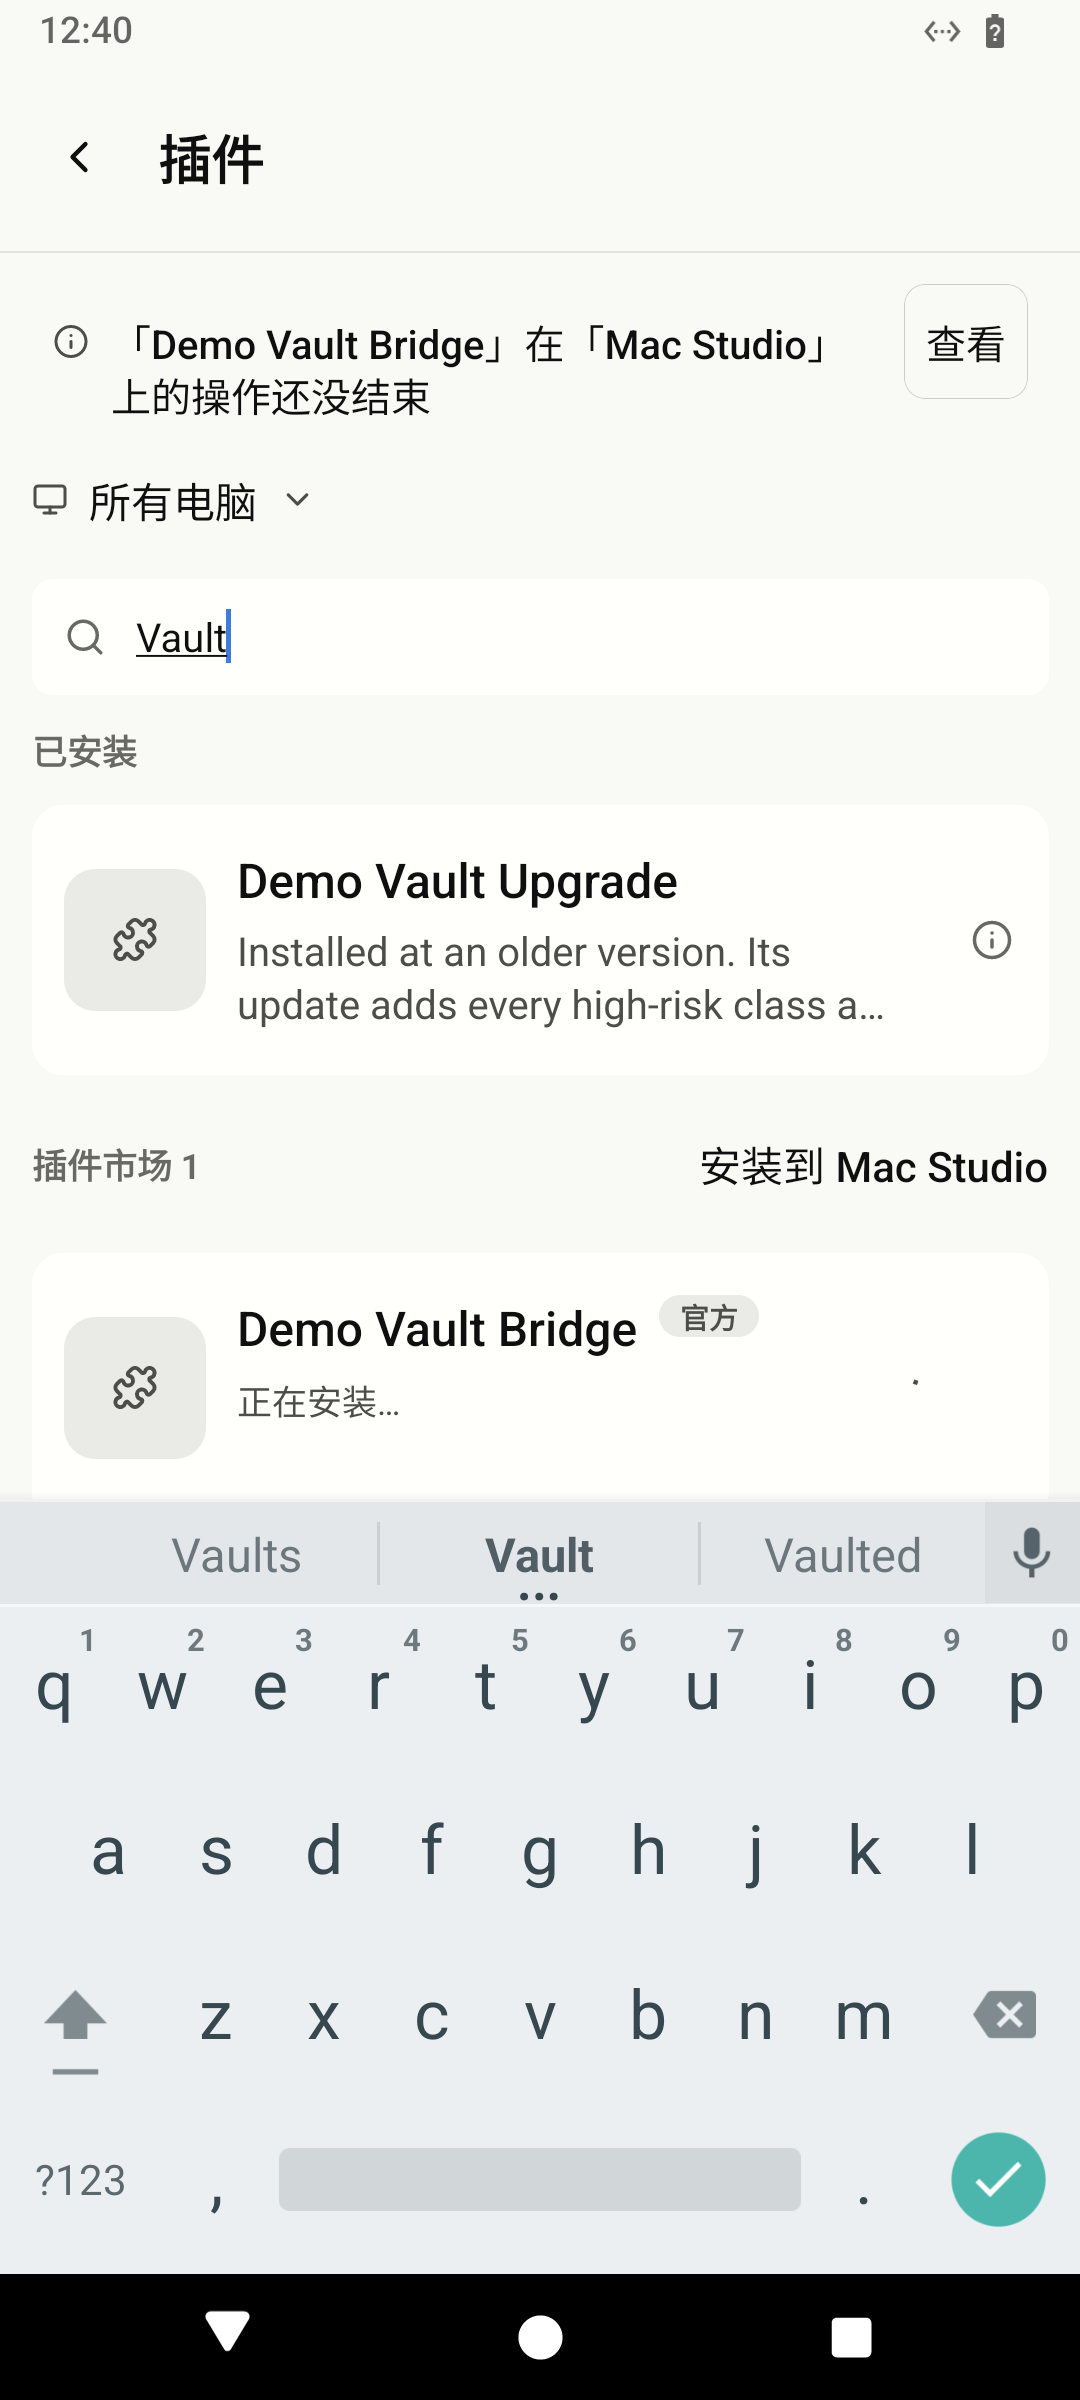 12:40
插件
「Demo Vault Bridge」在「Mac Studio」
上的操作还没结束
查看
所有电脑
Vault
已安装
Demo Vault Upgrade
Installed at an older version. Its
update adds every high-risk class a...
插件市场 1
安装到 Mac Studio
Demo Vault Bridge
官方
正在安装...
Vaults
Vault
Vaulted
1 2 3 4 5 6 7 8 9 0
q w e r t y u i o p
a s d f g h j k l
z x c v b n m
?123 , .